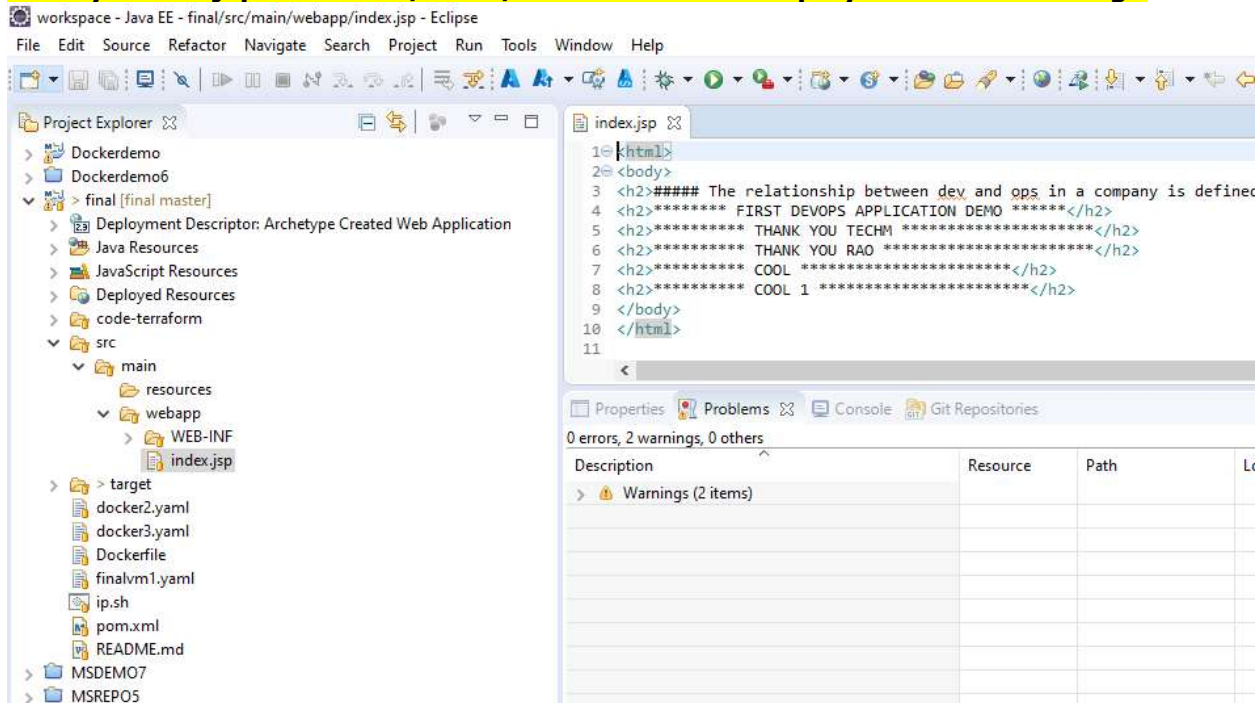 workspace - Java EE - final/src/main/webapp/index.jsp - Eclipse
File Edit Source Refactor Navigate Search Project Run Tools Window Help
Project Explorer
Dockerdemo
Dockerdemo6
> final [final master]
Deployment Descriptor: Archetype Created Web Application
Java Resources
JavaScript Resources
Deployed Resources
code-terraform
src
main
resources
webapp
WEB-INF
index.jsp
> target
docker2.yaml
docker3.yaml
Dockerfile
finalvm1.yaml
ip.sh
pom.xml
README.md
MSDEMO7
MSREPO5
index.jsp
1 <html>
2 <body>
3 <h2>##### The relationship between dev and ops in a company is defined
4 <h2>******** FIRST DEVOPS APPLICATION DEMO ******</h2>
5 <h2>********** THANK YOU TECHM *********************</h2>
6 <h2>********** THANK YOU RAO ***********************</h2>
7 <h2>********** COOL ***********************</h2>
8 <h2>********** COOL 1 ***********************</h2>
9 </body>
10 </html>
11
Properties Problems Console Git Repositories
0 errors, 2 warnings, 0 others
Description Resource Path
Warnings (2 items)